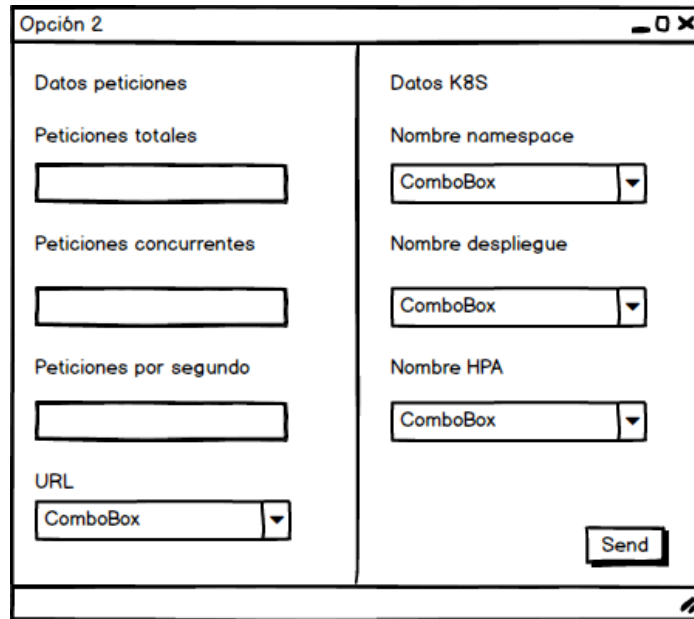 Opción 2
Datos peticiones
Peticiones totales
Peticiones concurrentes
Peticiones por segundo
URL
ComboBox
Datos K8S
Nombre namespace
ComboBox
Nombre despliegue
ComboBox
Nombre HPA
ComboBox
Send